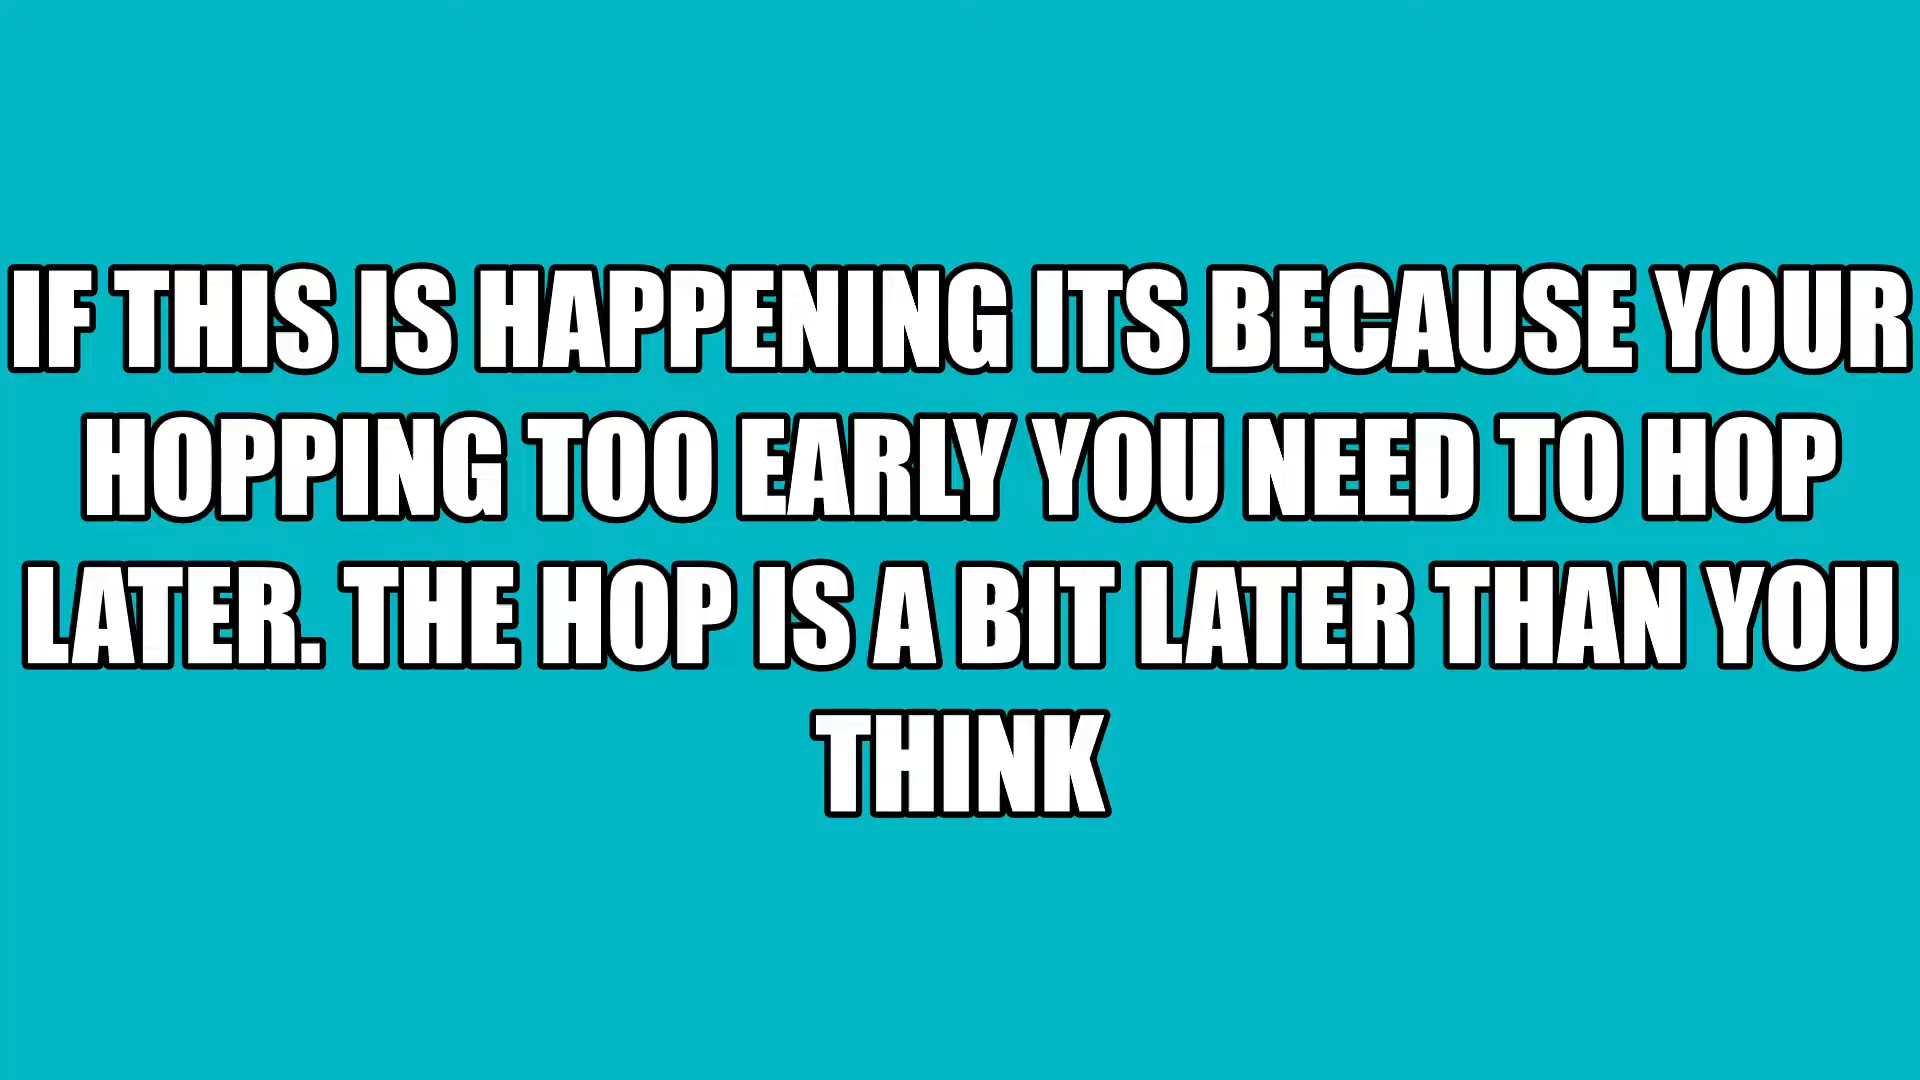 IF THIS IS HAPPENING ITS BECAUSE YOUR
HOPPING TOO EARLY YOU NEED TO HOP
LATER. THE HOP IS A BIT LATER THAN YOU
THINK